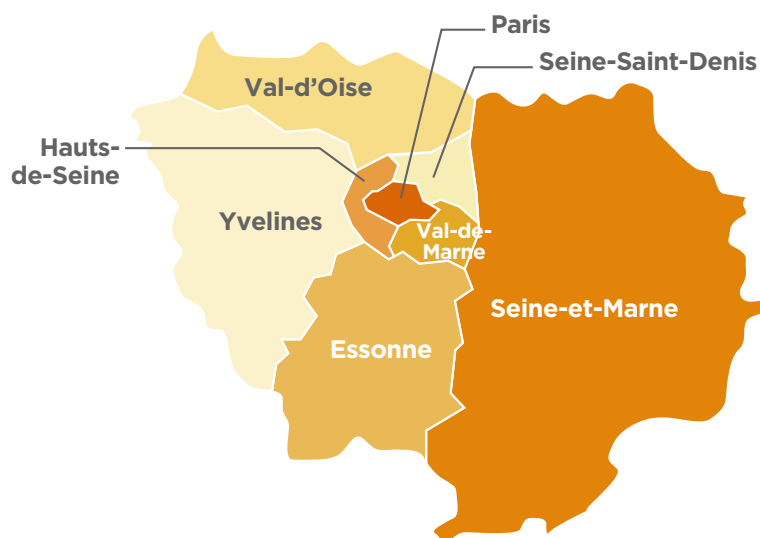 Paris
Seine-Saint-Denis
Val-d’Oise
Hauts-
de-Seine
Yvelines
Val-de-
Marne
Seine-et-Marne
Essonne